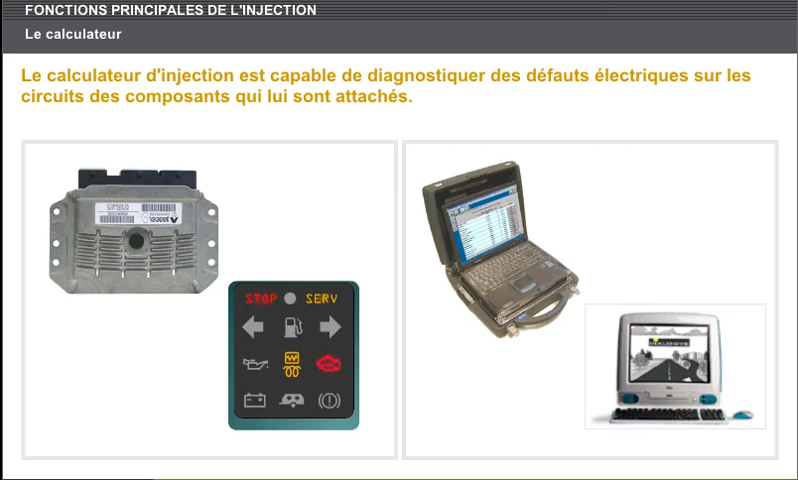 FONCTIONS PRINCIPALES DE L'INJECTION
Le calculateur
Le calculateur d'injection est capable de diagnostiquer des défauts électriques sur les
circuits des composants qui lui sont attachés.
STOP SERV